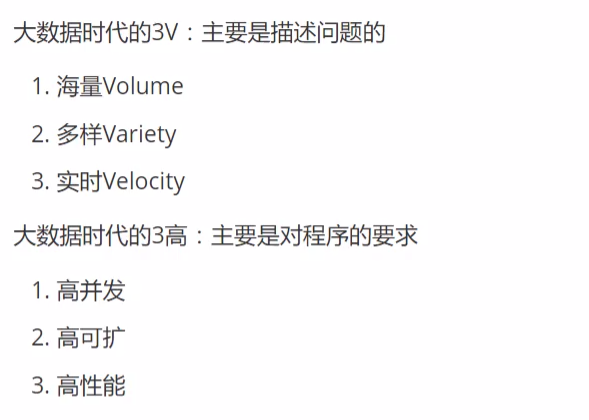 大数据时代的3V：主要是描述问题的
1. 海量Volume
2. 多样Variety
3. 实时Velocity
大数据时代的3高：主要是对程序的要求
1. 高并发
2. 高可扩
3. 高性能